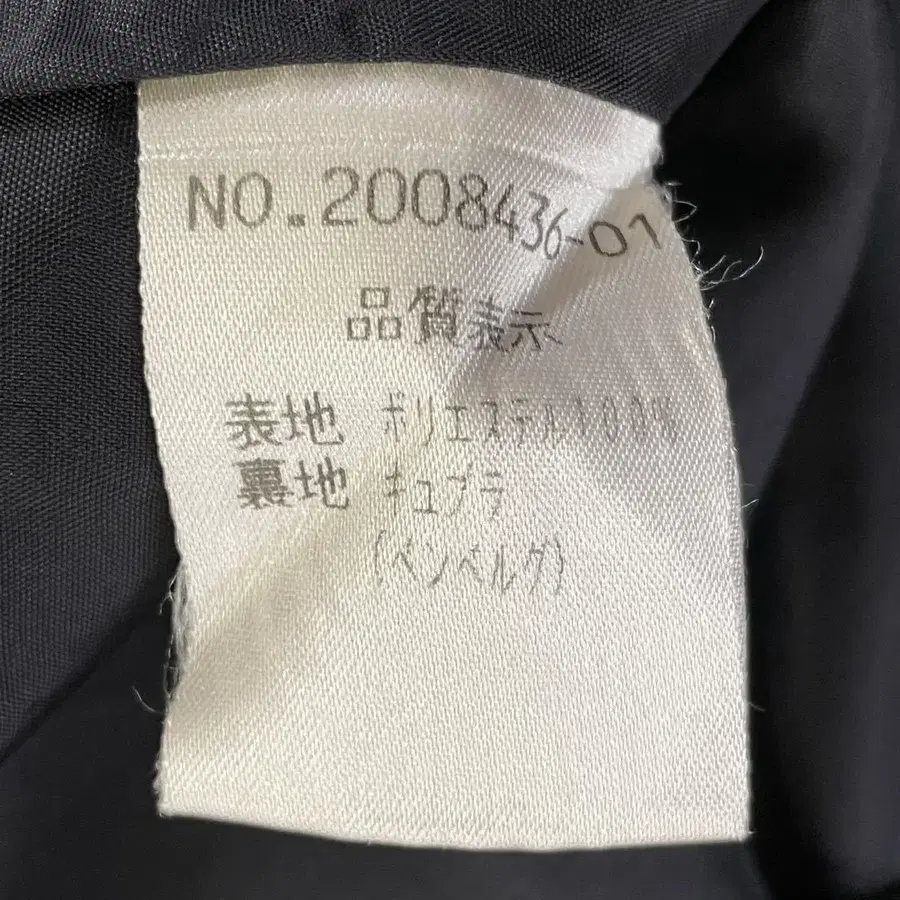 NO.2008436-01
品質表示
表地 ポリエステル100%
裏地 キュプラ
(ベンベルグ)